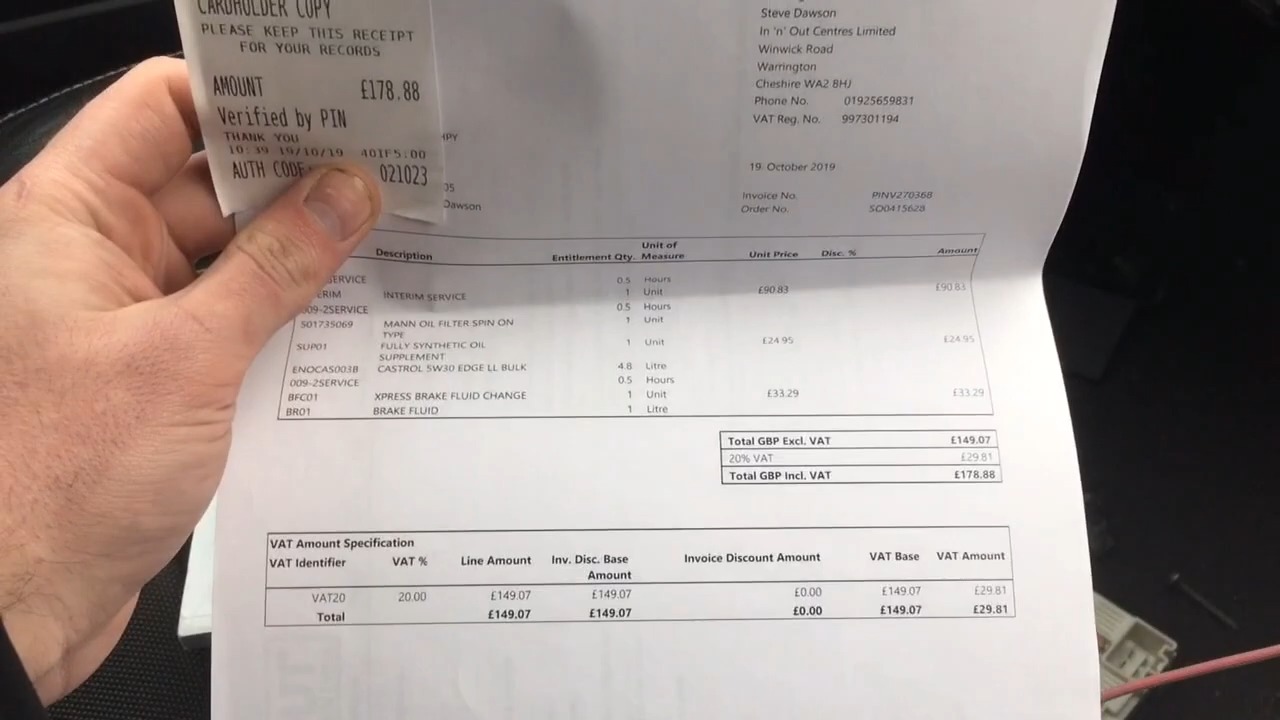 CARDHOLDER COPY
PLEASE KEEP THIS RECEIPT
FOR YOUR RECORDS
AMOUNT £178.88
Verified by PIN
THANK YOU
10:39 19/10/19
AUTH CODE 021023
Steve Dawson
In 'n' Out Centres Limited
Winwick Road
Warrington
Cheshire WA2 8HJ
Phone No. 01925659831
VAT Reg. No. 997301194
HPY
19. October 2019
05
Dawson
Invoice No. PINV270368
Order No. SO0415628
Description Entitlement Qty. Unit of Measure Unit Price Disc. % Amount
SERVICE 0.5 Hours
ERIM INTERIM SERVICE 1 Unit £90.83 £90.83
009-2SERVICE 0.5 Hours
S01735069 MANN OIL FILTER SPIN ON 1 Unit
TYPE
SUP01 FULLY SYNTHETIC OIL 1 Unit £24.95 £24.95
SUPPLEMENT
ENOCAS003B CASTROL 5W30 EDGE LL BULK 4.8 Litre
009-2SERVICE 0.5 Hours
BFC01 XPRESS BRAKE FLUID CHANGE 1 Unit £33.29 £33.29
BR01 BRAKE FLUID 1 Litre
Total GBP Excl. VAT £149.07
20% VAT £29.81
Total GBP Incl. VAT £178.88
VAT Amount Specification
VAT Identifier VAT % Line Amount Inv. Disc. Base Amount Invoice Discount Amount VAT Base VAT Amount
VAT20 20.00 £149.07 £149.07 £0.00 £149.07 £29.81
Total £149.07 £149.07 £0.00 £149.07 £29.81